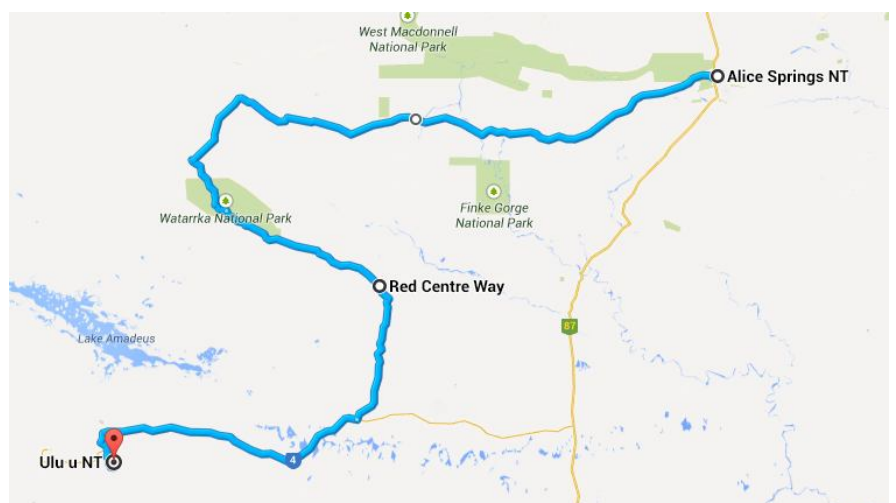 West Macdonnell
National Park
Alice Springs NT
Watarrka National Park
Finke Gorge
National Park
Red Centre Way
87
Lake Amadeus
4
Ulu u NT